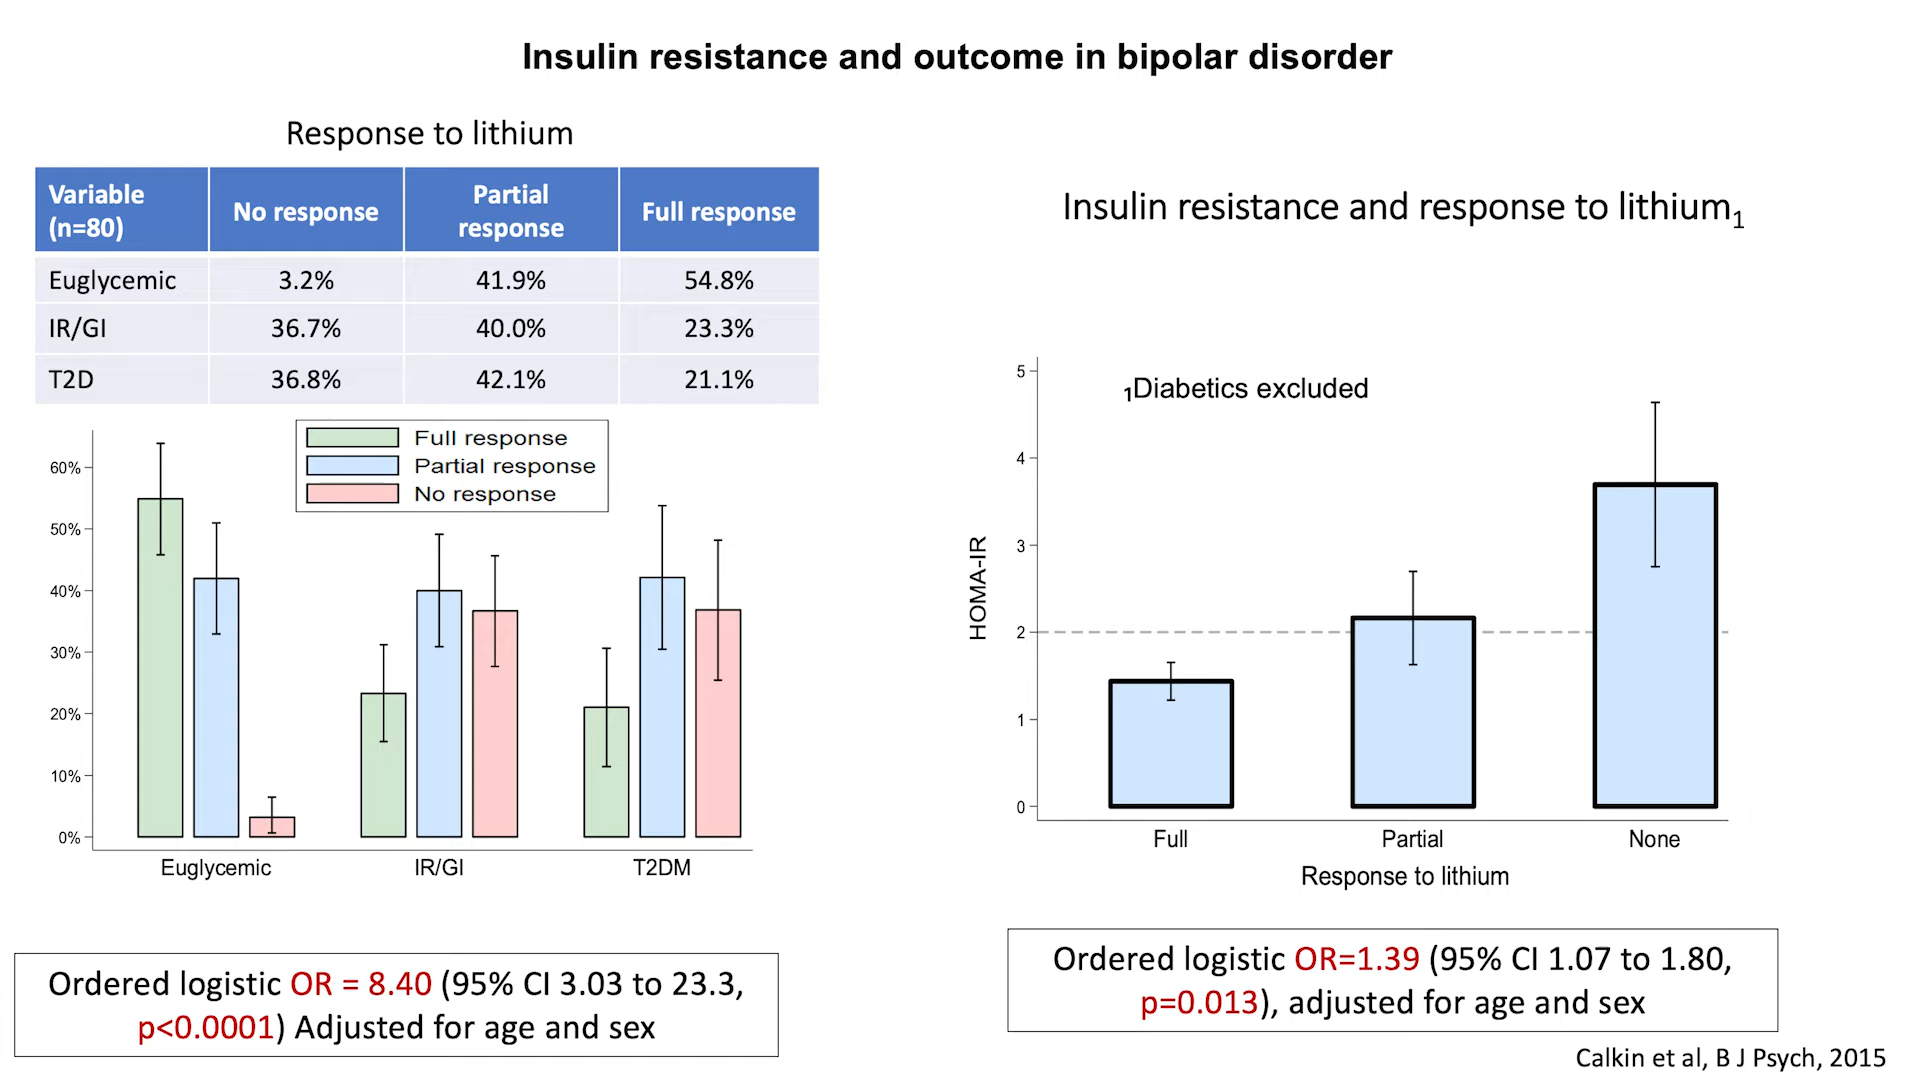 Insulin resistance and outcome in bipolar disorder
Response to lithium
Variable (n=80) No response Partial response Full response
Euglycemic 3.2% 41.9% 54.8%
IR/GI 36.7% 40.0% 23.3%
T2D 36.8% 42.1% 21.1%
Full response
Partial response
No response
60%
50%
40%
30%
20%
10%
0%
Euglycemic IR/GI T2DM
Ordered logistic OR = 8.40 (95% CI 3.03 to 23.3,
p<0.0001) Adjusted for age and sex
Insulin resistance and response to lithium₁
₁Diabetics excluded
HOMA-IR
5
4
3
2
1
0
Full Partial None
Response to lithium
Ordered logistic OR=1.39 (95% CI 1.07 to 1.80,
p=0.013), adjusted for age and sex
Calkin et al, B J Psych, 2015